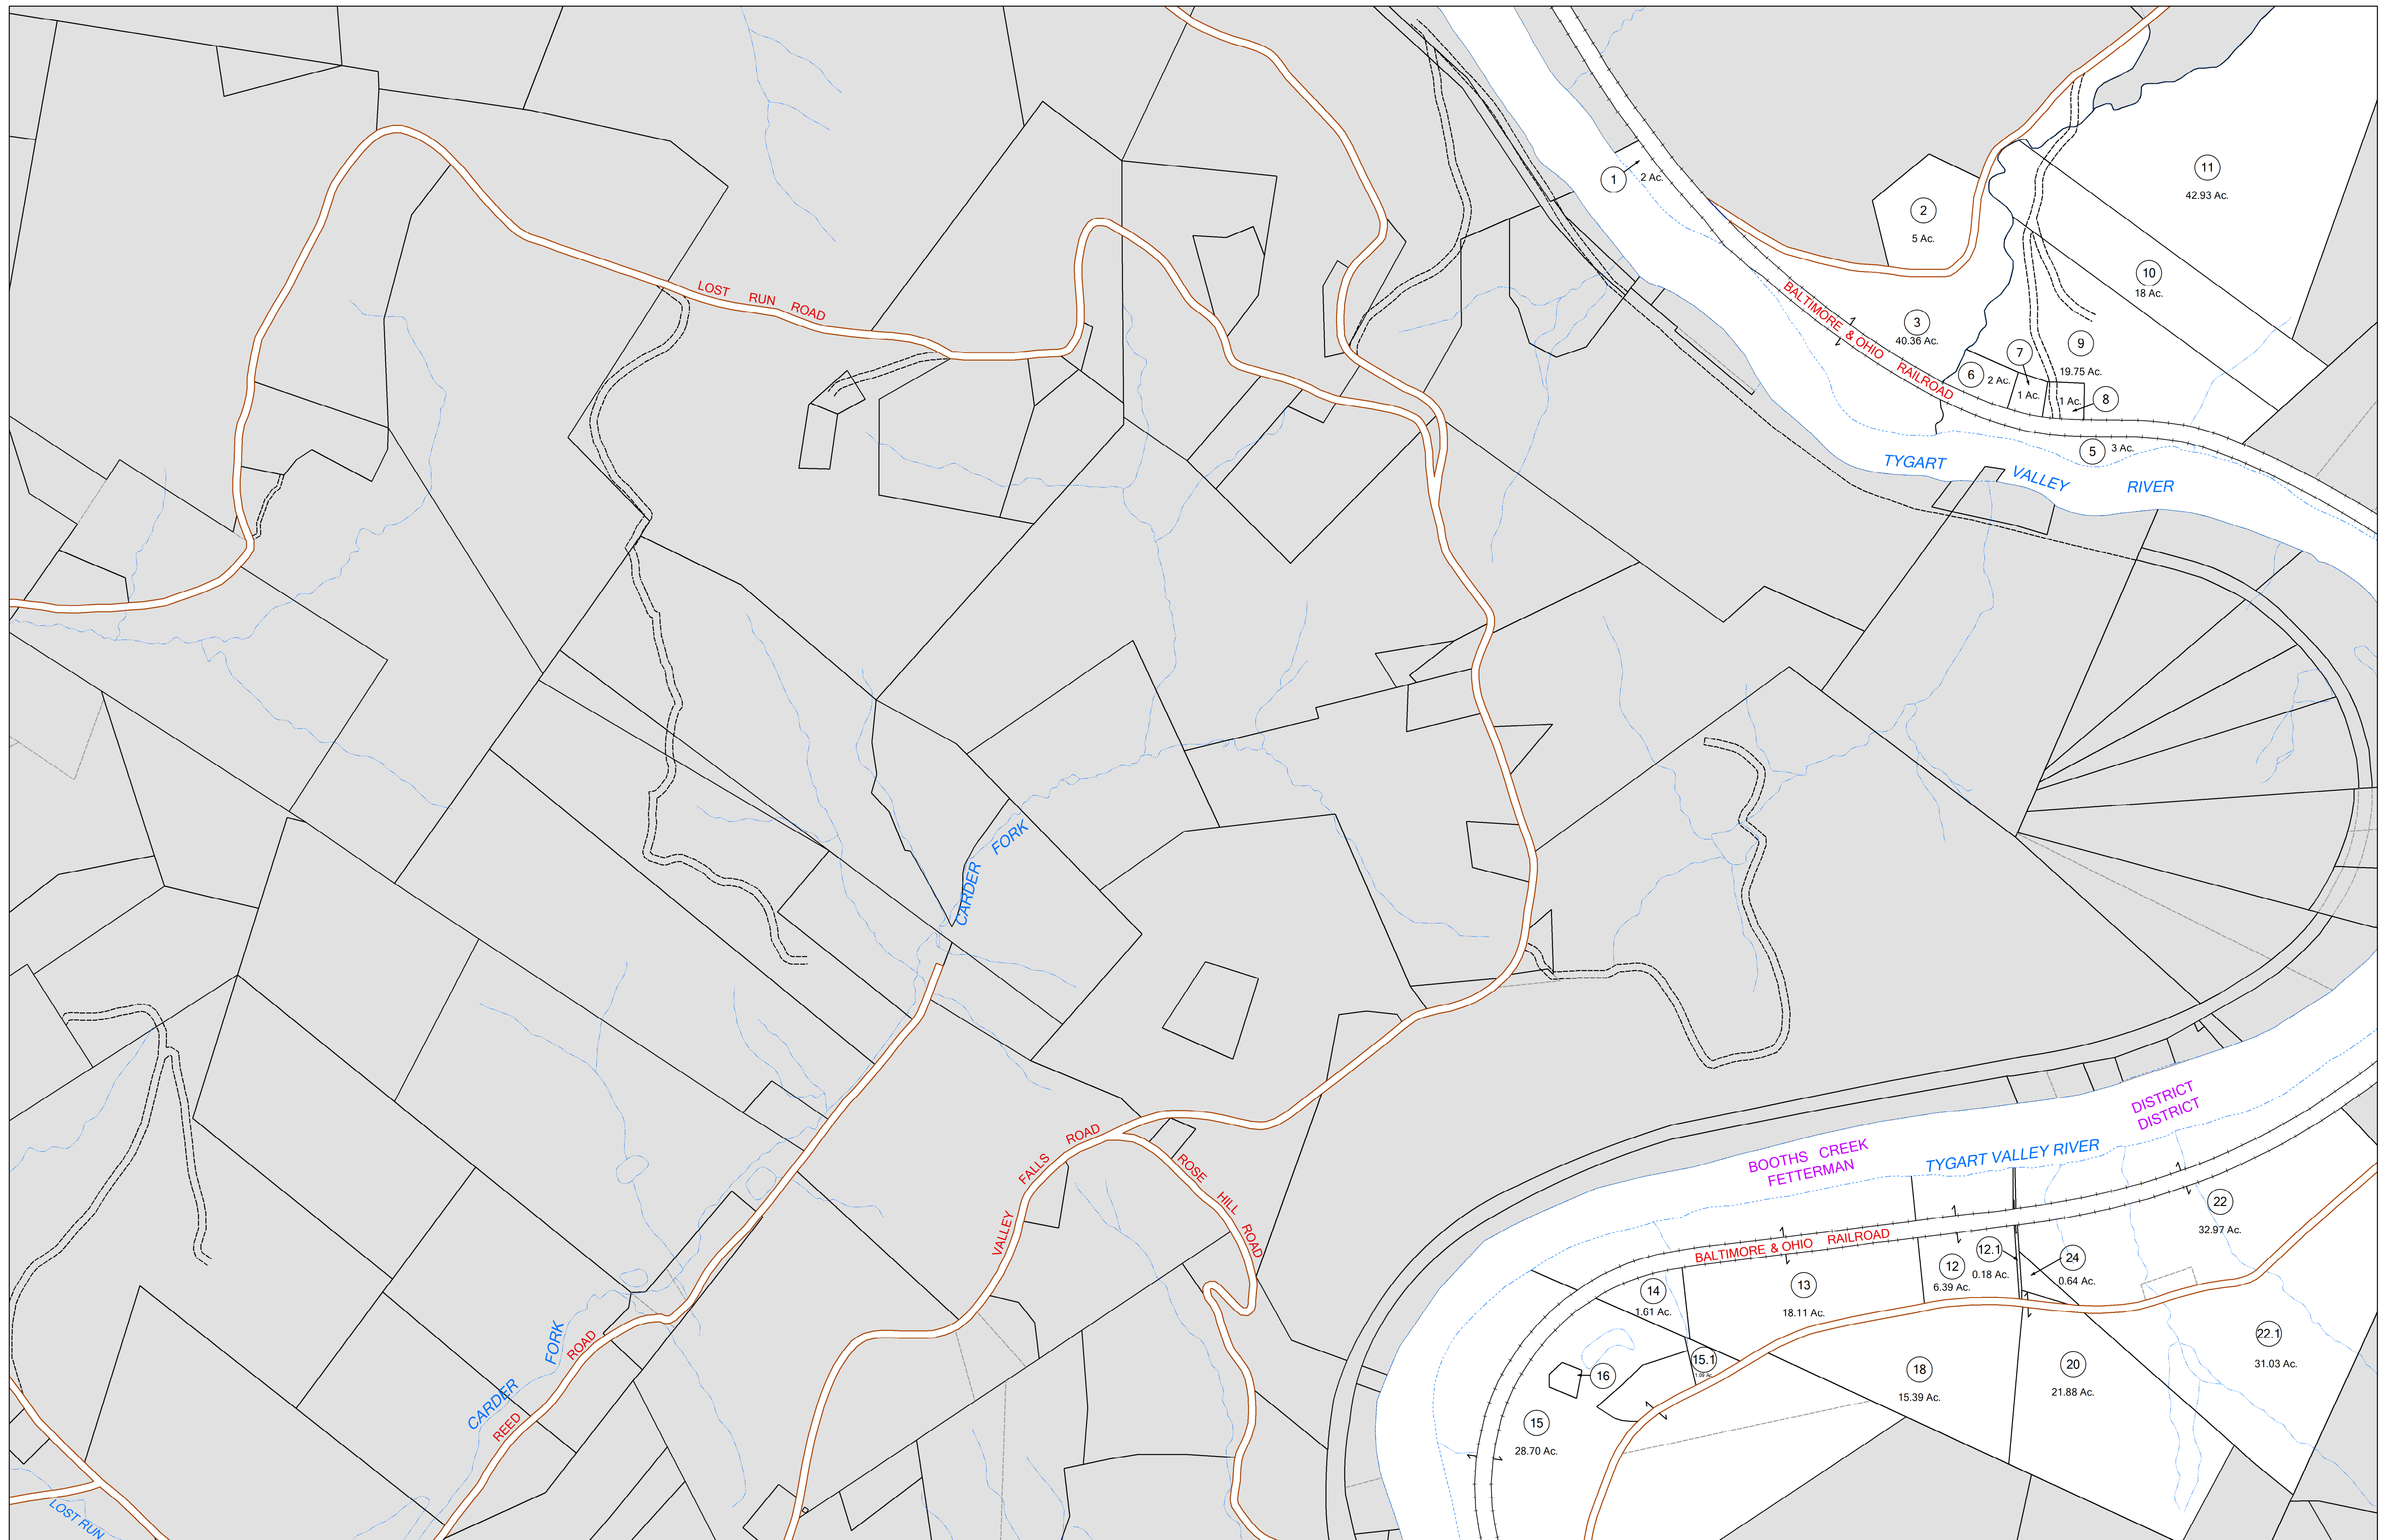 11
42.93 Ac.
1
2 Ac.
2
5 Ac.
10
18 Ac.
LOST RUN ROAD
BALTIMORE & OHIO RAILROAD
3
40.36 Ac.
9
19.75 Ac.
7
6
2 Ac.
1 Ac.
1 Ac.
8
5
3 Ac.
TYGART VALLEY RIVER
CARDER FORK
DISTRICT
DISTRICT
BOOTHS CREEK
FETTERMAN
TYGART VALLEY RIVER
VALLEY FALLS ROAD
ROSE HILL ROAD
22
32.97 Ac.
BALTIMORE & OHIO RAILROAD
12.1
0.18 Ac.
24
0.64 Ac.
12
6.39 Ac.
13
18.11 Ac.
14
1.61 Ac.
22.1
31.03 Ac.
15.1
16
18
15.39 Ac.
20
21.88 Ac.
15
28.70 Ac.
CARDER FORK
REED ROAD
LOST RUN